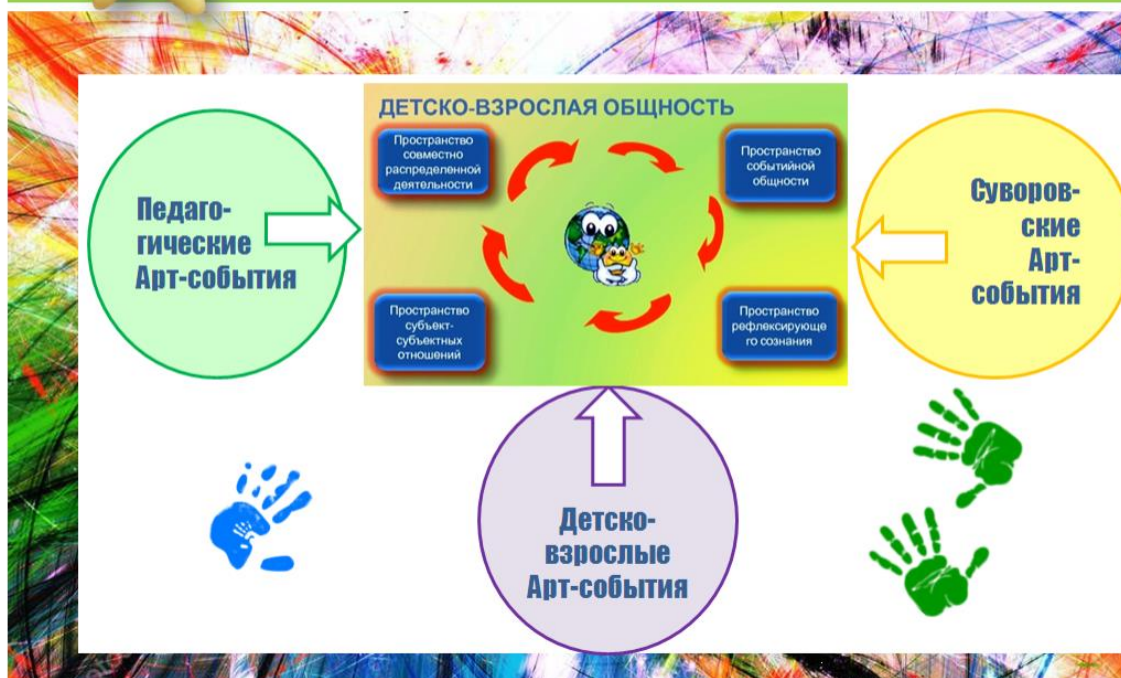 ДЕТСКО-ВЗРОСЛАЯ ОБЩНОСТЬ
Пространство
совместно
распределенной
деятельности
Пространство
событийной
общности
Пространство
субъект-
субъектных
отношений
Пространство
рефлексирующе
го сознания
Педаго-
гические
Арт-события
Суворов-
ские
Арт-
события
Детско-
взрослые
Арт-события